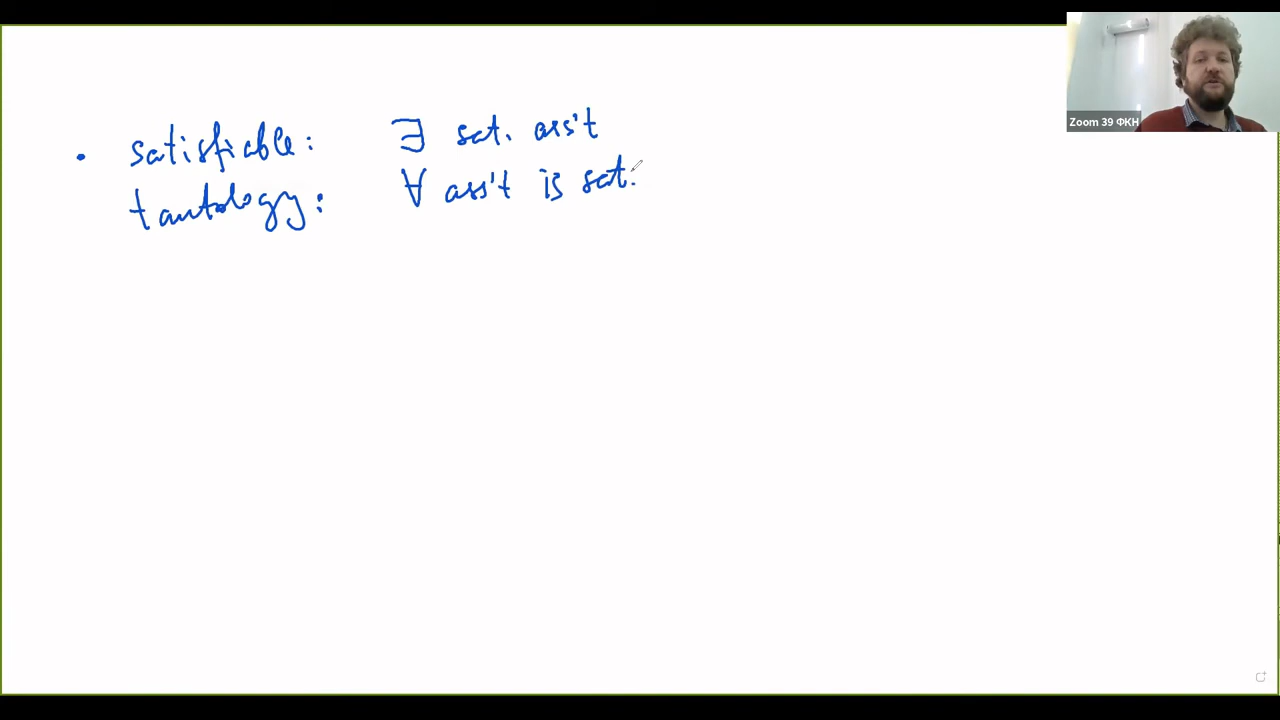 • satisfiable: ∃ sat. ass't
tautology: ∀ ass't is sat.
Zoom 39 ФКН